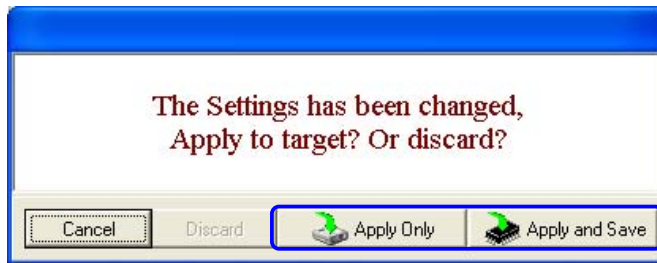 The Settings has been changed,
Apply to target? Or discard?
Cancel Discard Apply Only Apply and Save